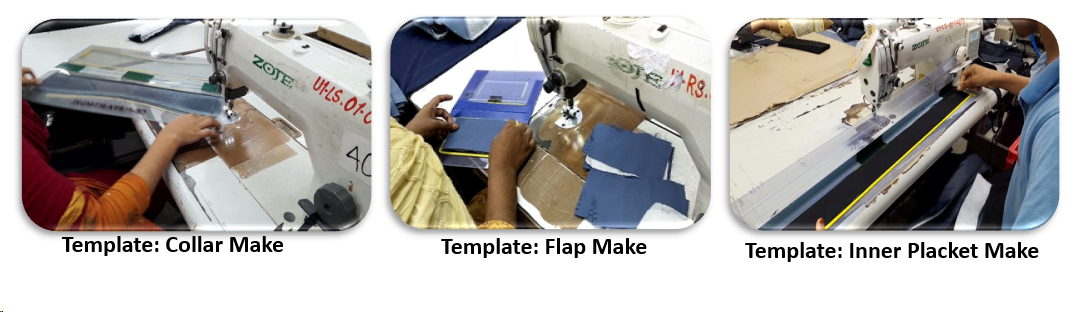 ZOJE
ZOJE
ZOJE
Template: Collar Make
Template: Flap Make
Template: Inner Placket Make